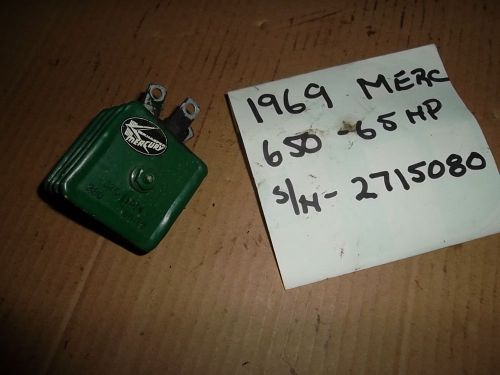 1969 MERC
650 - 65 HP
S/N- 2715080
MERCURY